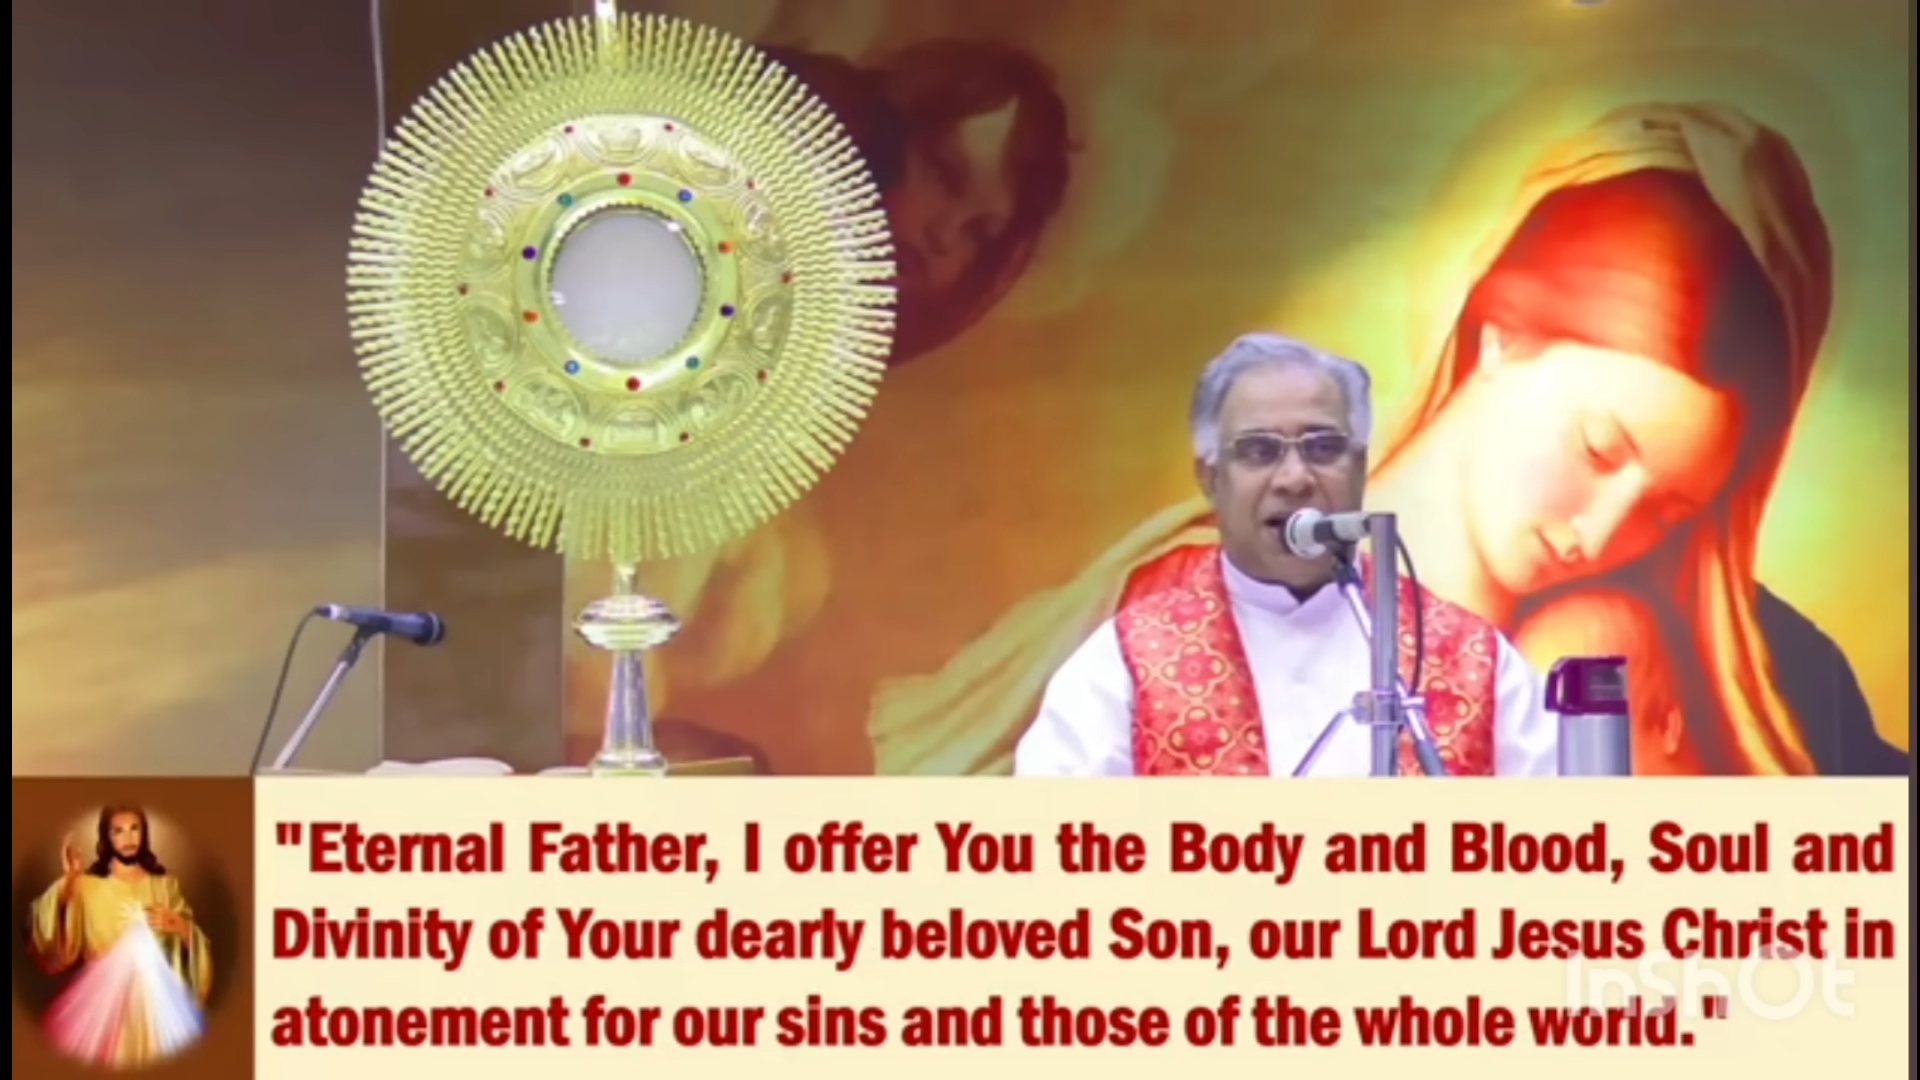 "Eternal Father, I offer You the Body and Blood, Soul and
Divinity of Your dearly beloved Son, our Lord Jesus Christ in
atonement for our sins and those of the whole world."
InShOt